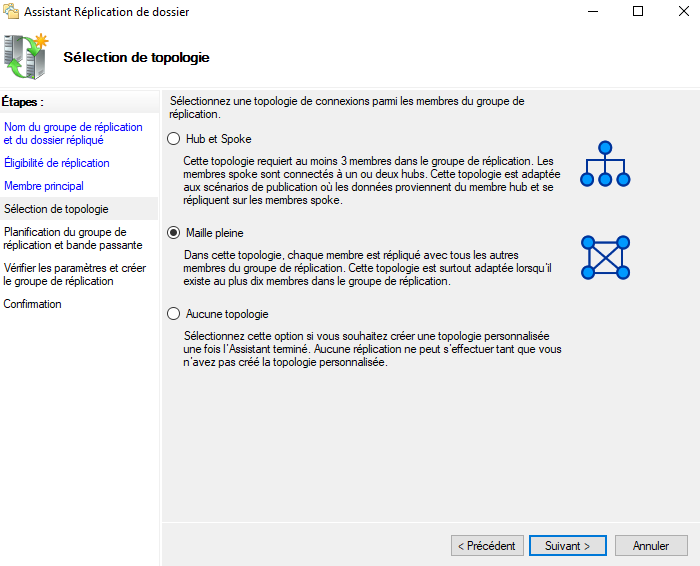 Assistant Réplication de dossier
Sélection de topologie
Étapes :
Nom du groupe de réplication
et du dossier répliqué
Éligibilité de réplication
Membre principal
Sélection de topologie
Planification du groupe de
réplication et bande passante
Vérifier les paramètres et créer
le groupe de réplication
Confirmation
Sélectionnez une topologie de connexions parmi les membres du groupe de
réplication.
Hub et Spoke
Cette topologie requiert au moins 3 membres dans le groupe de réplication. Les
membres spoke sont connectés à un ou deux hubs. Cette topologie est adaptée
aux scénarios de publication où les données proviennent du membre hub et se
répliquent sur les membres spoke.
Maille pleine
Dans cette topologie, chaque membre est répliqué avec tous les autres
membres du groupe de réplication. Cette topologie est surtout adaptée lorsqu'il
existe au plus dix membres dans le groupe de réplication.
Aucune topologie
Sélectionnez cette option si vous souhaitez créer une topologie personnalisée
une fois l'Assistant terminé. Aucune réplication ne peut s'effectuer tant que vous
n'avez pas créé la topologie personnalisée.
< Précédent
Suivant >
Annuler